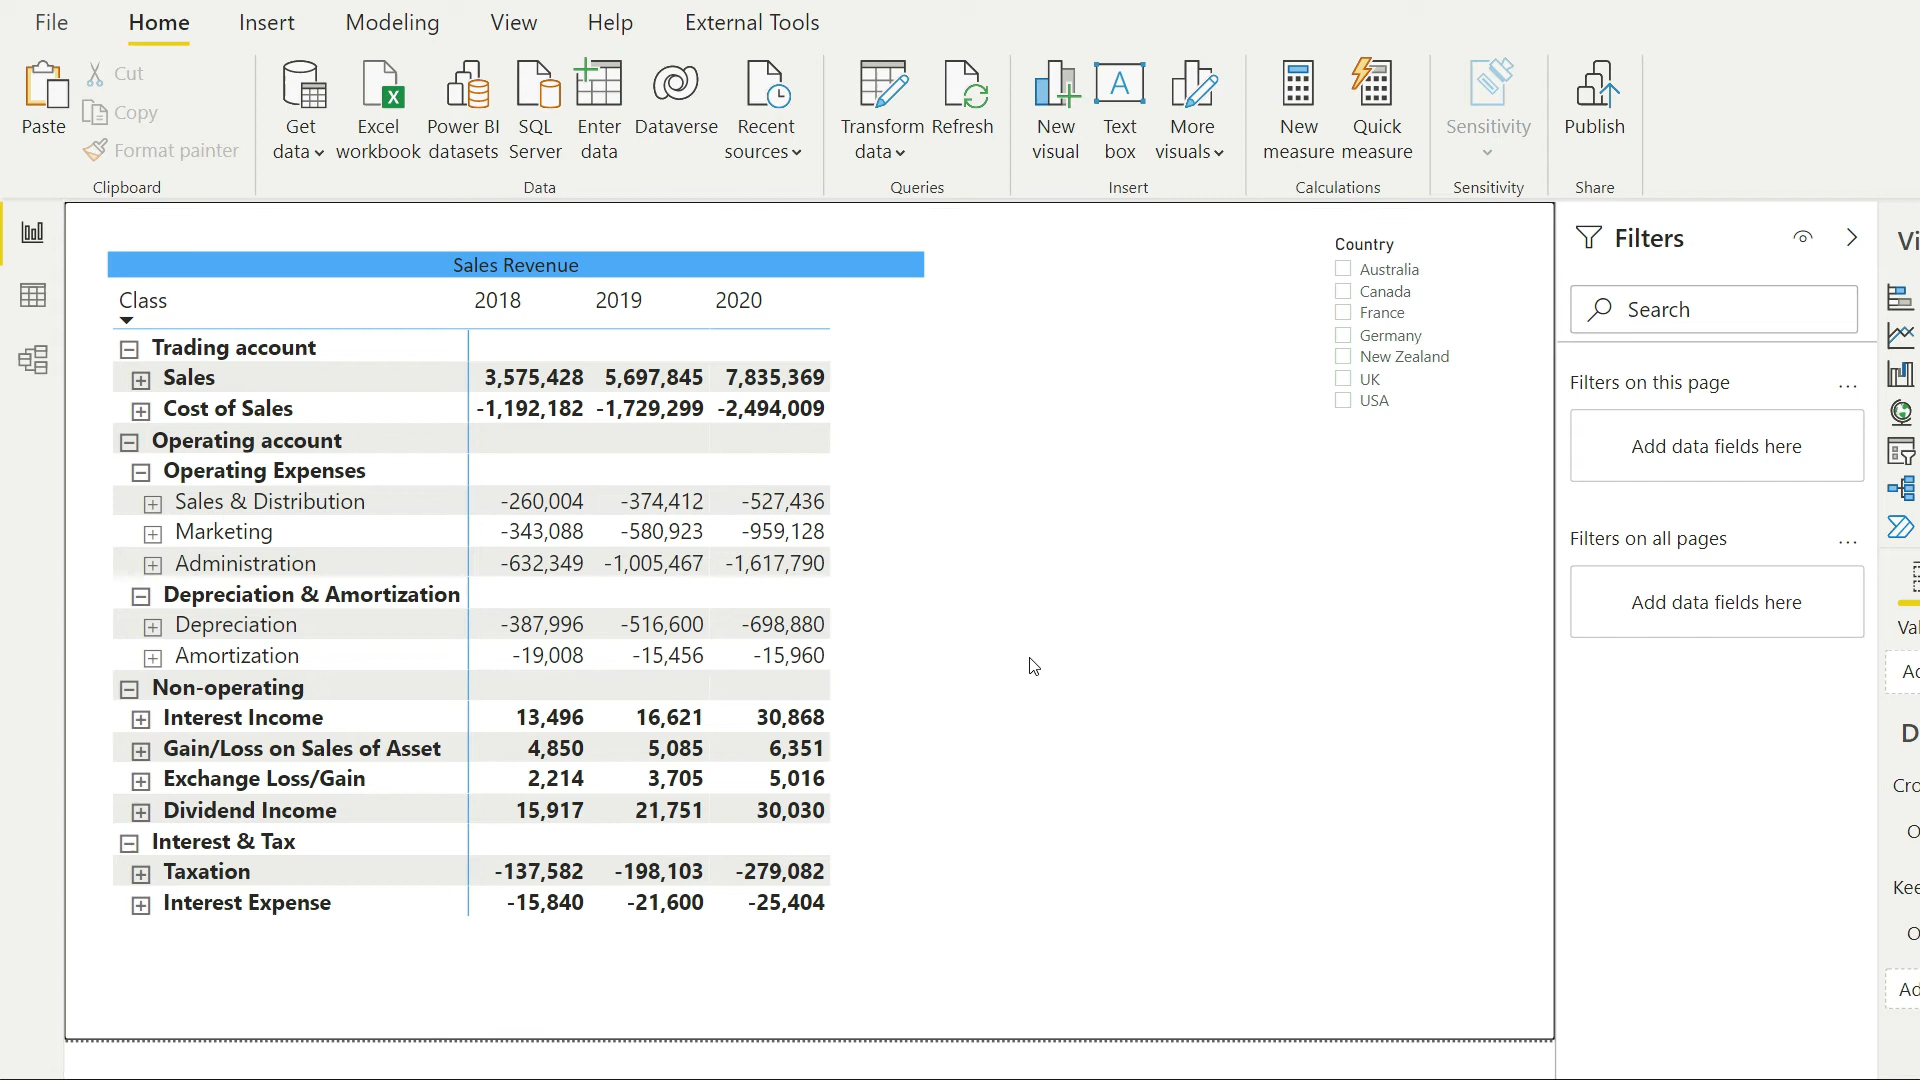 File Home Insert Modeling View Help External Tools
Paste
Cut
Copy
Format painter
Clipboard
Get data
Excel workbook
Power BI datasets
SQL Server
Enter data
Dataverse
Recent sources
Data
Transform data
Refresh
Queries
New visual
Text box
More visuals
Insert
New measure
Quick measure
Calculations
Sensitivity
Sensitivity
Publish
Share
Sales Revenue
Class 2018 2019 2020
Trading account
Sales 3,575,428 5,697,845 7,835,369
Cost of Sales -1,192,182 -1,729,299 -2,494,009
Operating account
Operating Expenses
Sales & Distribution -260,004 -374,412 -527,436
Marketing -343,088 -580,923 -959,128
Administration -632,349 -1,005,467 -1,617,790
Depreciation & Amortization
Depreciation -387,996 -516,600 -698,880
Amortization -19,008 -15,456 -15,960
Non-operating
Interest Income 13,496 16,621 30,868
Gain/Loss on Sales of Asset 4,850 5,085 6,351
Exchange Loss/Gain 2,214 3,705 5,016
Dividend Income 15,917 21,751 30,030
Interest & Tax
Taxation -137,582 -198,103 -279,082
Interest Expense -15,840 -21,600 -25,404
Country
Australia
Canada
France
Germany
New Zealand
UK
USA
Filters
Search
Filters on this page ...
Add data fields here
Filters on all pages ...
Add data fields here